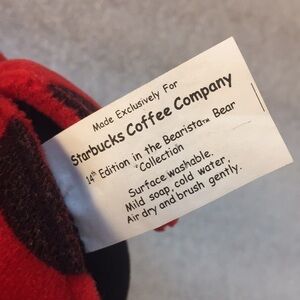 Made Exclusively For
Starbucks Coffee Company
14th Edition in the Bearista™ Bear
Collection
Surface washable.
Mild soap, cold water,
Air dry and brush gently.